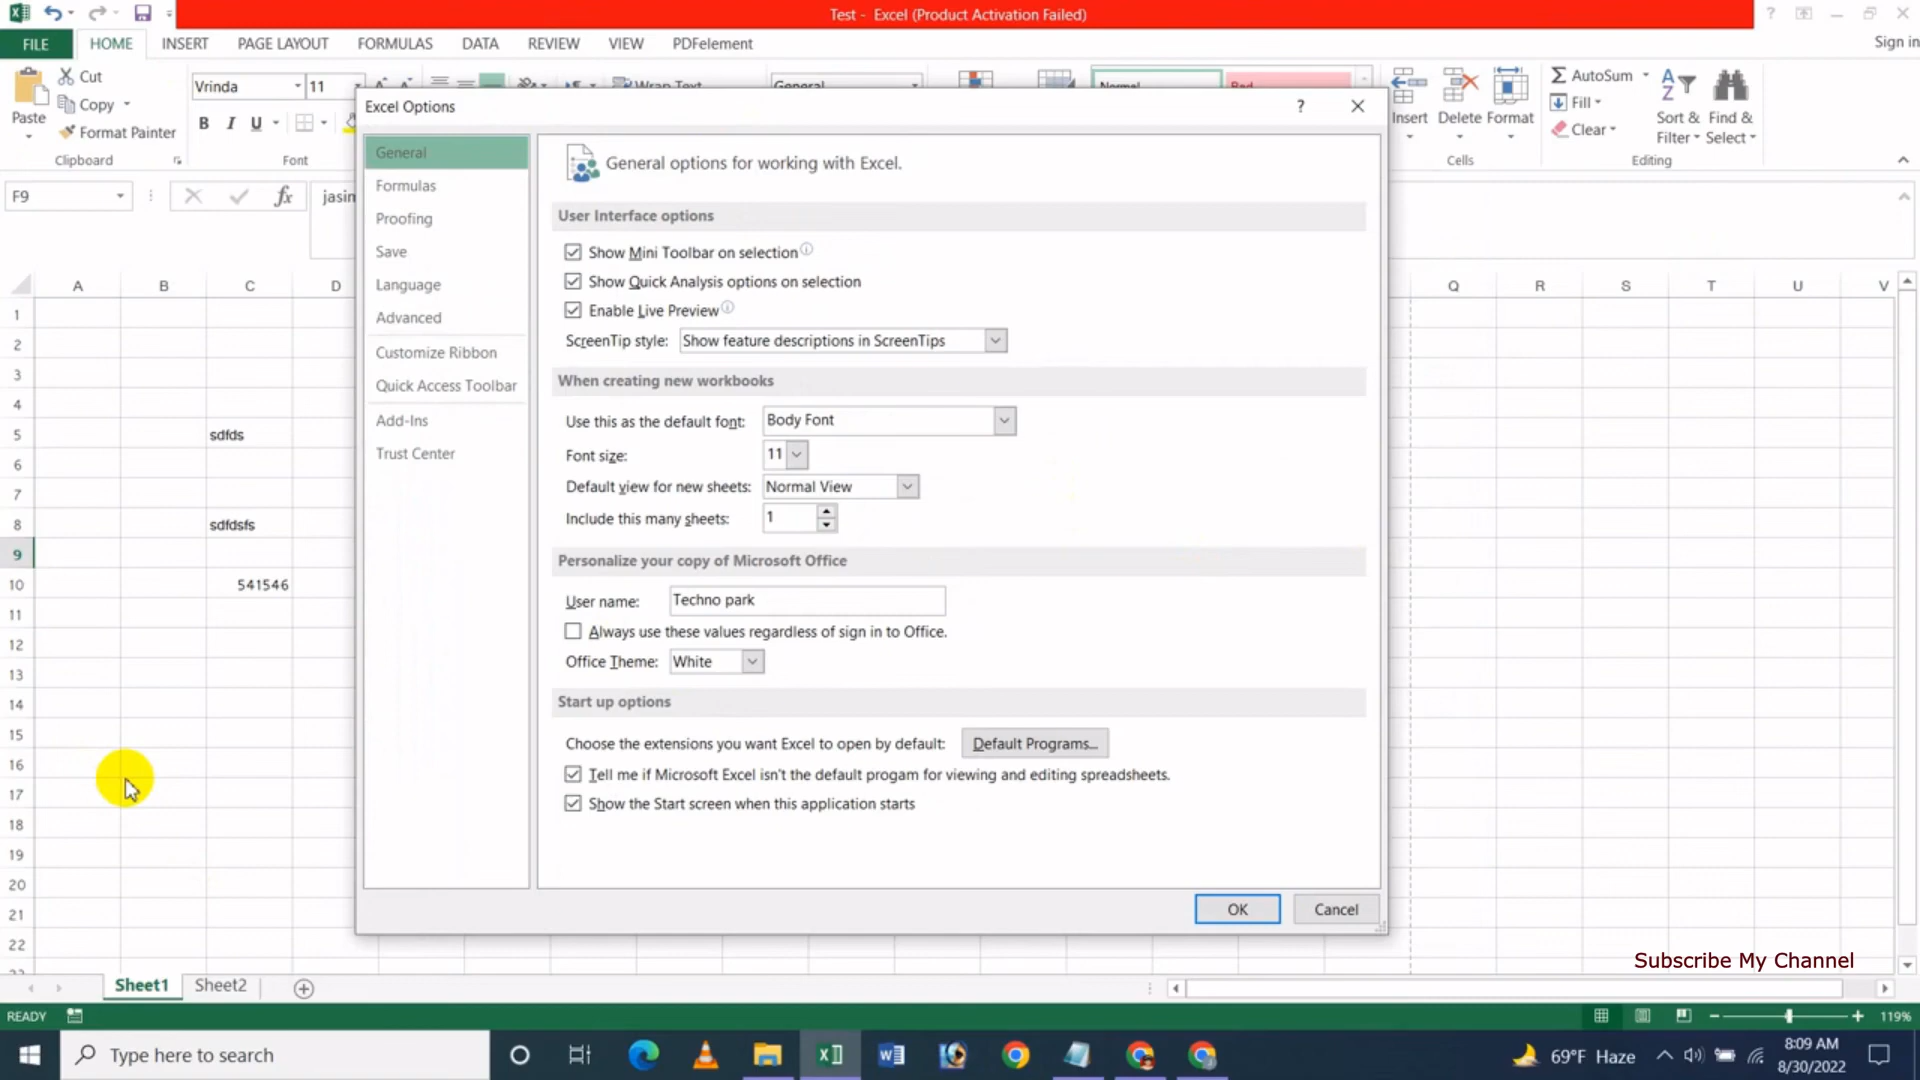 Test - Excel (Product Activation Failed)
FILE HOME INSERT PAGE LAYOUT FORMULAS DATA REVIEW VIEW PDFelement Sign in
Cut
Copy
Format Painter
Paste
Clipboard
Vrinda 11
B I U
Font
Wrap Text
General
Normal Bad
Insert Delete Format
Cells
AutoSum
Fill
Clear
Sort & Filter
Find & Select
Editing
F9 fx jasim
Excel Options
General
Formulas
Proofing
Save
Language
Advanced
Customize Ribbon
Quick Access Toolbar
Add-Ins
Trust Center
General options for working with Excel.
User Interface options
Show Mini Toolbar on selection
Show Quick Analysis options on selection
Enable Live Preview
ScreenTip style: Show feature descriptions in ScreenTips
When creating new workbooks
Use this as the default font: Body Font
Font size: 11
Default view for new sheets: Normal View
Include this many sheets: 1
Personalize your copy of Microsoft Office
User name: Techno park
Always use these values regardless of sign in to Office.
Office Theme: White
Start up options
Choose the extensions you want Excel to open by default: Default Programs...
Tell me if Microsoft Excel isn't the default progam for viewing and editing spreadsheets.
Show the Start screen when this application starts
OK Cancel
A B C D Q R S T U V
1
2
3
4
5 sdfds
6
7
8 sdfdsfs
9
10 541546
11
12
13
14
15
16
17
18
19
20
21
22
Subscribe My Channel
Sheet1 Sheet2
READY 119%
Type here to search
69°F Haze
8:09 AM
8/30/2022